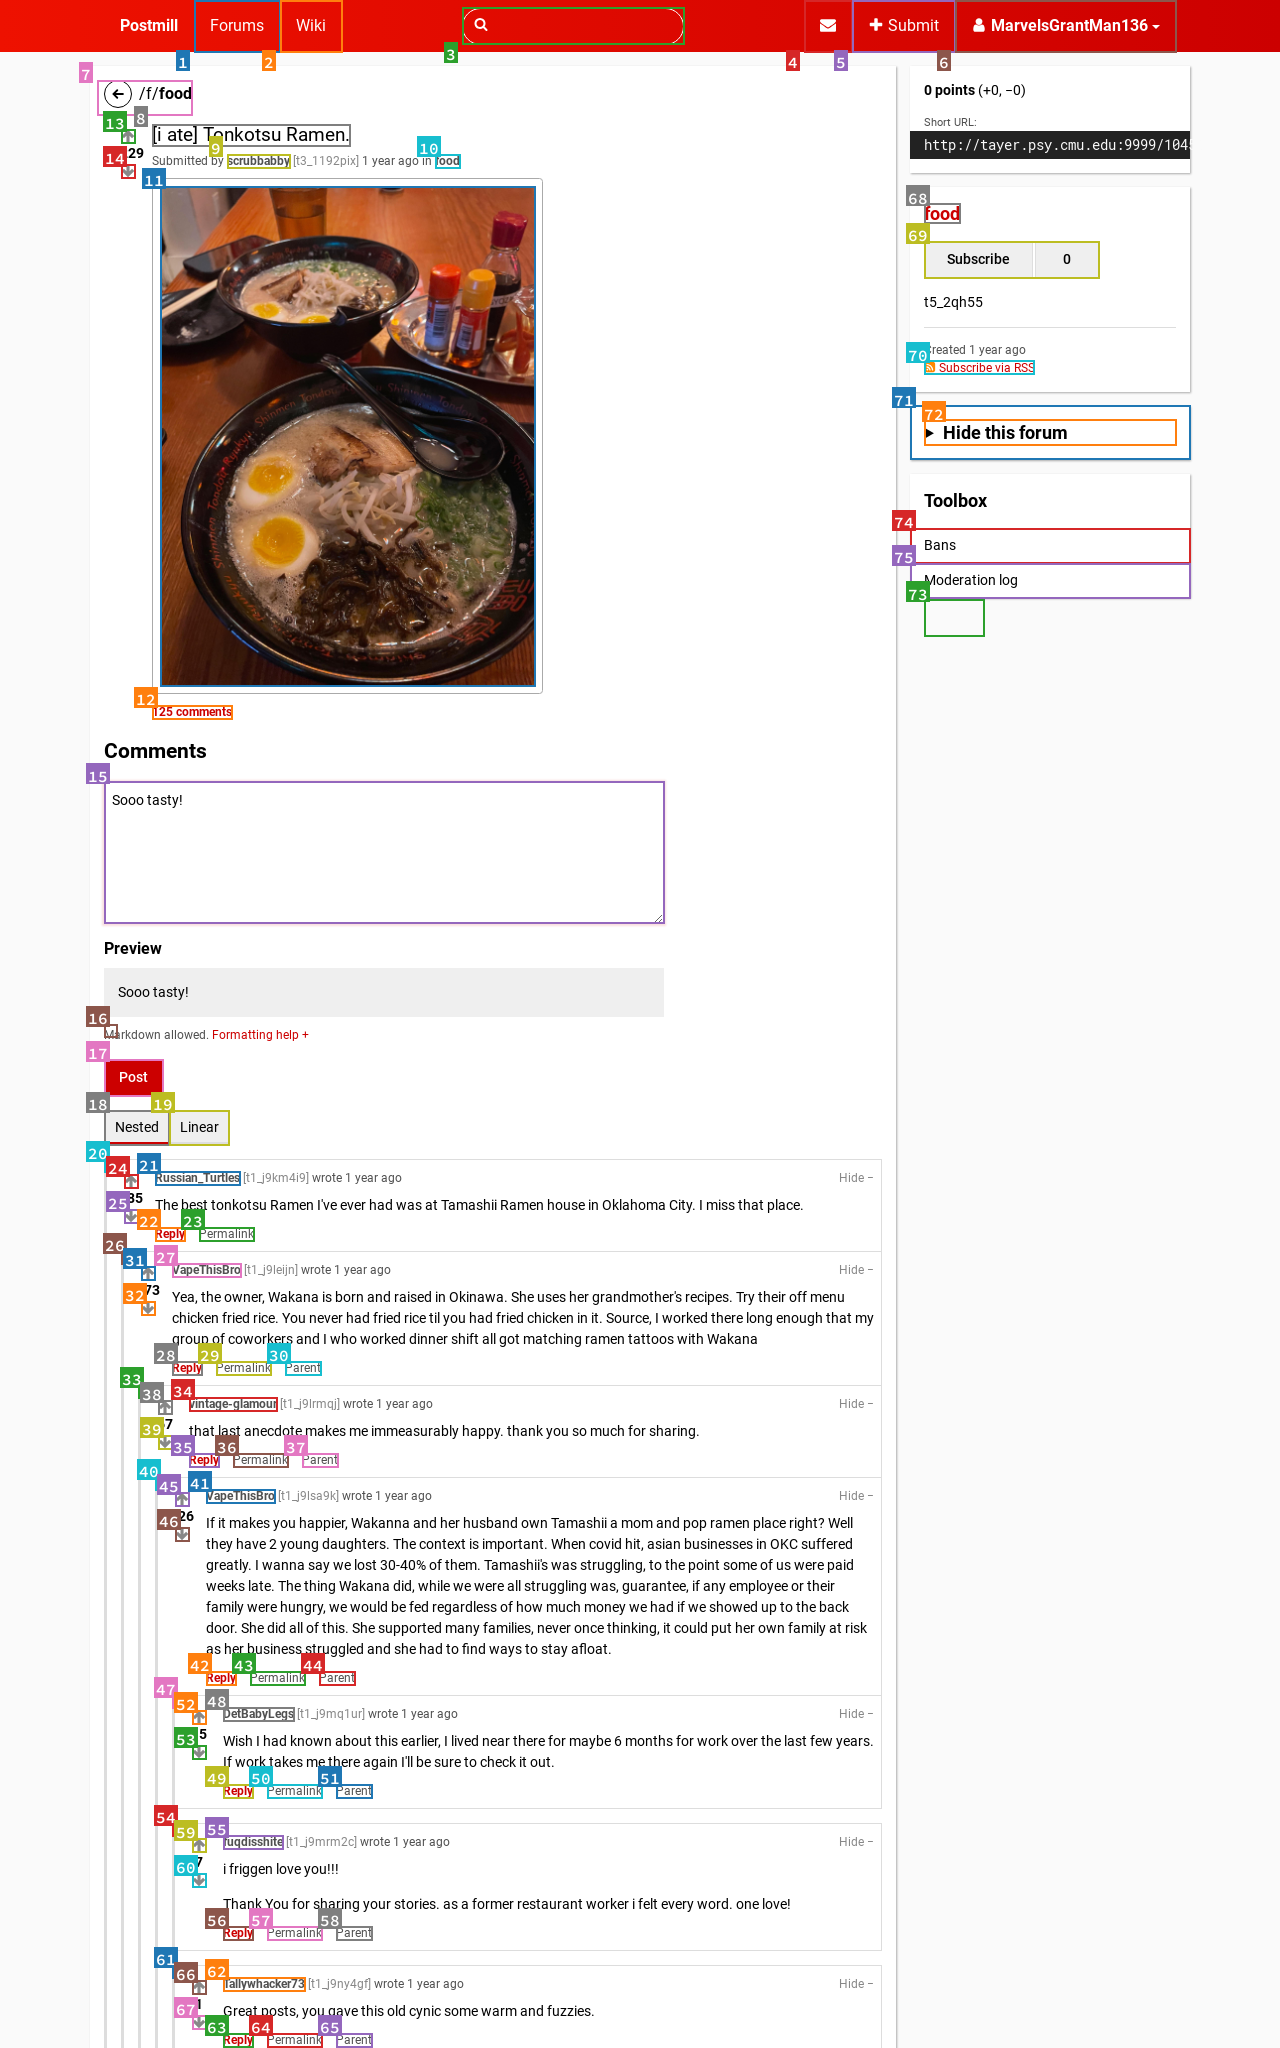 Postmill
Forums
Wiki
Submit
MarvelsGrantMan136
1
2
3
4
5
6
7
/f/food
8
13
[i ate] Tonkotsu Ramen.
9
10
14
29
Submitted by scrubbabby [t3_1192pix] 1 year ago in food
11
12
125 comments
Comments
15
Sooo tasty!
Preview
Sooo tasty!
16
Markdown allowed. Formatting help +
17
Post
18
19
Nested
Linear
20
24
21
Russian_Turtles [t1_j9km4i9] wrote 1 year ago
Hide −
25
35
The best tonkotsu Ramen I've ever had was at Tamashii Ramen house in Oklahoma City. I miss that place.
22
23
Reply
Permalink
26
31
27
VapeThisBro [t1_j9leijn] wrote 1 year ago
Hide −
32
73
Yea, the owner, Wakana is born and raised in Okinawa. She uses her grandmother's recipes. Try their off menu
chicken fried rice. You never had fried rice til you had fried chicken in it. Source, I worked there long enough that my
group of coworkers and I who worked dinner shift all got matching ramen tattoos with Wakana
28
29
30
Reply
Permalink
Parent
33
38
34
vintage-glamour [t1_j9lrmqj] wrote 1 year ago
Hide −
39
7
that last anecdote makes me immeasurably happy. thank you so much for sharing.
35
36
37
Reply
Permalink
Parent
40
45
41
VapeThisBro [t1_j9lsa9k] wrote 1 year ago
Hide −
46
26
If it makes you happier, Wakanna and her husband own Tamashii a mom and pop ramen place right? Well
they have 2 young daughters. The context is important. When covid hit, asian businesses in OKC suffered
greatly. I wanna say we lost 30-40% of them. Tamashii's was struggling, to the point some of us were paid
weeks late. The thing Wakana did, while we were all struggling was, guarantee, if any employee or their
family were hungry, we would be fed regardless of how much money we had if we showed up to the back
door. She did all of this. She supported many families, never once thinking, it could put her own family at risk
as her business struggled and she had to find ways to stay afloat.
42
43
44
Reply
Permalink
Parent
47
52
48
DetBabyLegs [t1_j9mq1ur] wrote 1 year ago
Hide −
53
5
Wish I had known about this earlier, I lived near there for maybe 6 months for work over the last few years.
If work takes me there again I'll be sure to check it out.
49
50
51
Reply
Permalink
Parent
54
59
55
fuqdisshite [t1_j9mrm2c] wrote 1 year ago
Hide −
60
7
i friggen love you!!!
Thank You for sharing your stories. as a former restaurant worker i felt every word. one love!
56
57
58
Reply
Permalink
Parent
61
66
62
Tallywhacker73 [t1_j9ny4gf] wrote 1 year ago
Hide −
67
1
Great posts, you gave this old cynic some warm and fuzzies.
63
64
65
Reply
Permalink
Parent
0 points (+0, −0)
Short URL:
http://tayer.psy.cmu.edu:9999/104
68
food
69
Subscribe
0
t5_2qh55
70
Created 1 year ago
Subscribe via RSS
71
72
Hide this forum
Toolbox
74
Bans
75
Moderation log
73